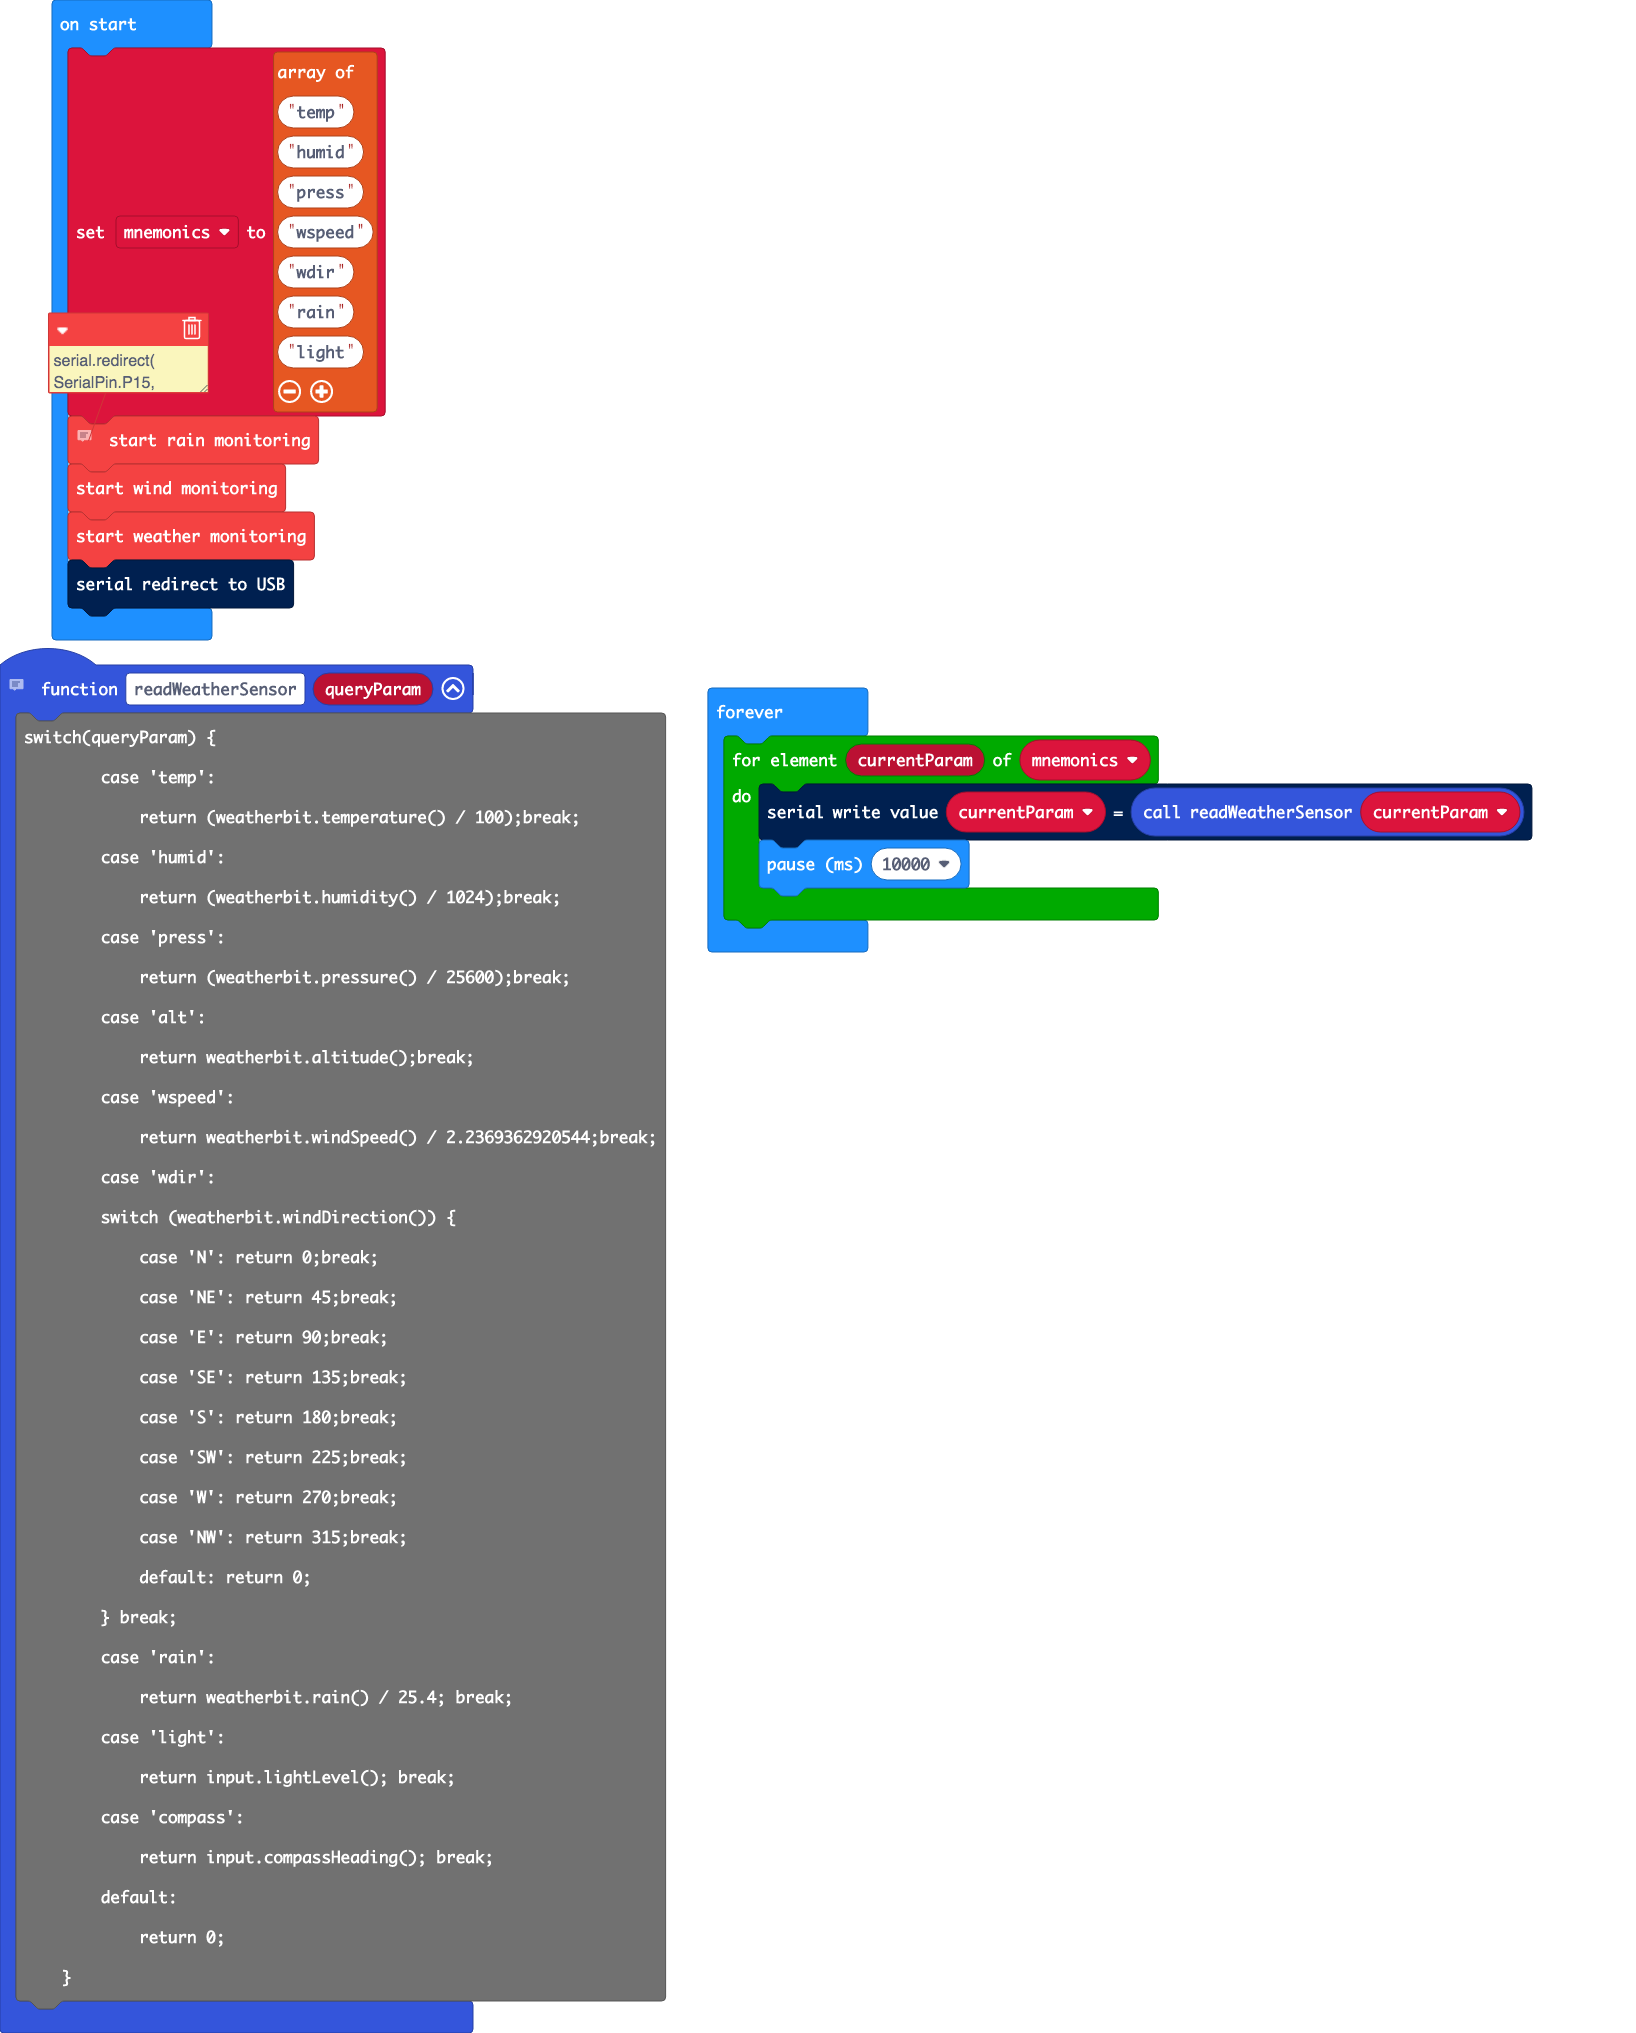 on start
array of
"temp"
"humid"
"press"
set mnemonics to "wspeed"
"wdir"
"rain"
"light"
serial.redirect(
SerialPin.P15,
start rain monitoring
start wind monitoring
start weather monitoring
serial redirect to USB
function readWeatherSensor queryParam
switch(queryParam) {
case 'temp':
return (weatherbit.temperature() / 100);break;
case 'humid':
return (weatherbit.humidity() / 1024);break;
case 'press':
return (weatherbit.pressure() / 25600);break;
case 'alt':
return weatherbit.altitude();break;
case 'wspeed':
return weatherbit.windSpeed() / 2.2369362920544;break;
case 'wdir':
switch (weatherbit.windDirection()) {
case 'N': return 0;break;
case 'NE': return 45;break;
case 'E': return 90;break;
case 'SE': return 135;break;
case 'S': return 180;break;
case 'SW': return 225;break;
case 'W': return 270;break;
case 'NW': return 315;break;
default: return 0;
} break;
case 'rain':
return weatherbit.rain() / 25.4; break;
case 'light':
return input.lightLevel(); break;
case 'compass':
return input.compassHeading(); break;
default:
return 0;
}
forever
for element currentParam of mnemonics
do
serial write value currentParam = call readWeatherSensor currentParam
pause (ms) 10000